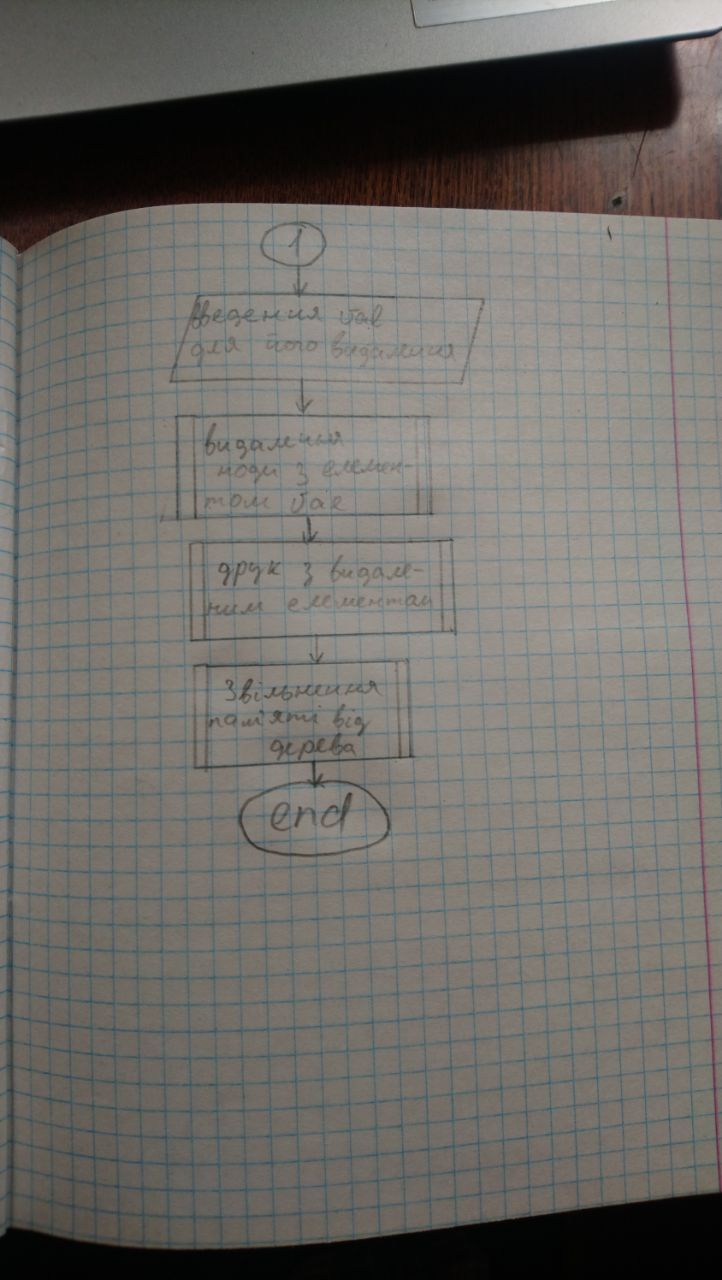 1
введення val
для його видалення
видалення
ноди з елемен-
том val
друк з видале-
ним елементом
Звільнення
пам'яті від
дерева
end